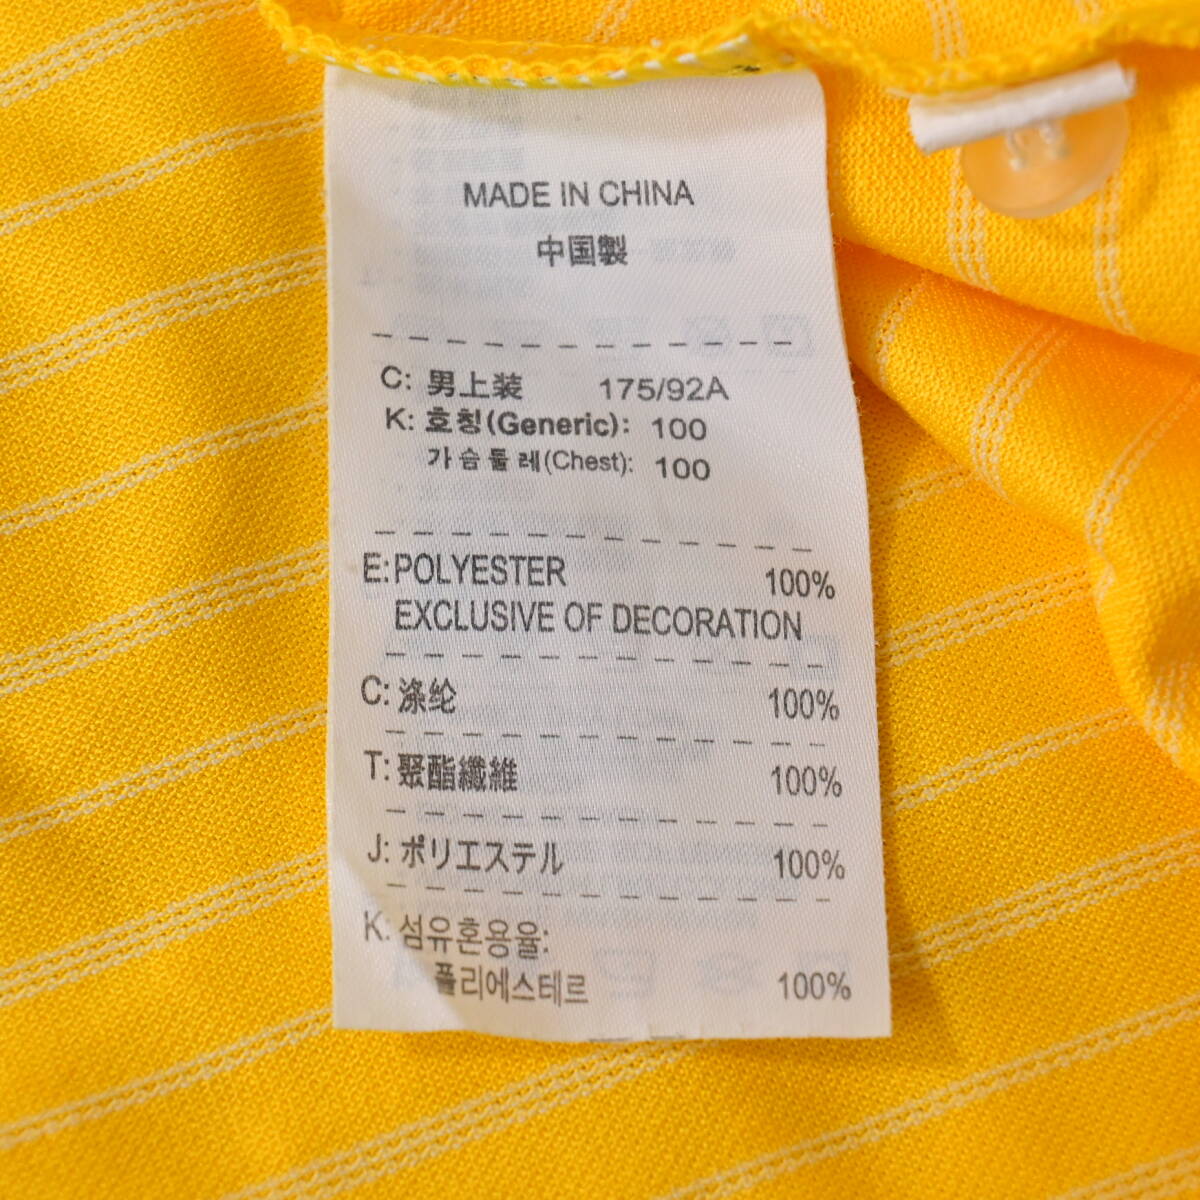 MADE IN CHINA
中国製
C: 男上装 175/92A
K: 호칭(Generic): 100
가슴둘레(Chest): 100
E: POLYESTER 100%
EXCLUSIVE OF DECORATION
C: 涤纶 100%
T: 聚酯纖維 100%
J: ポリエステル 100%
K: 섬유혼용율:
폴리에스테르 100%